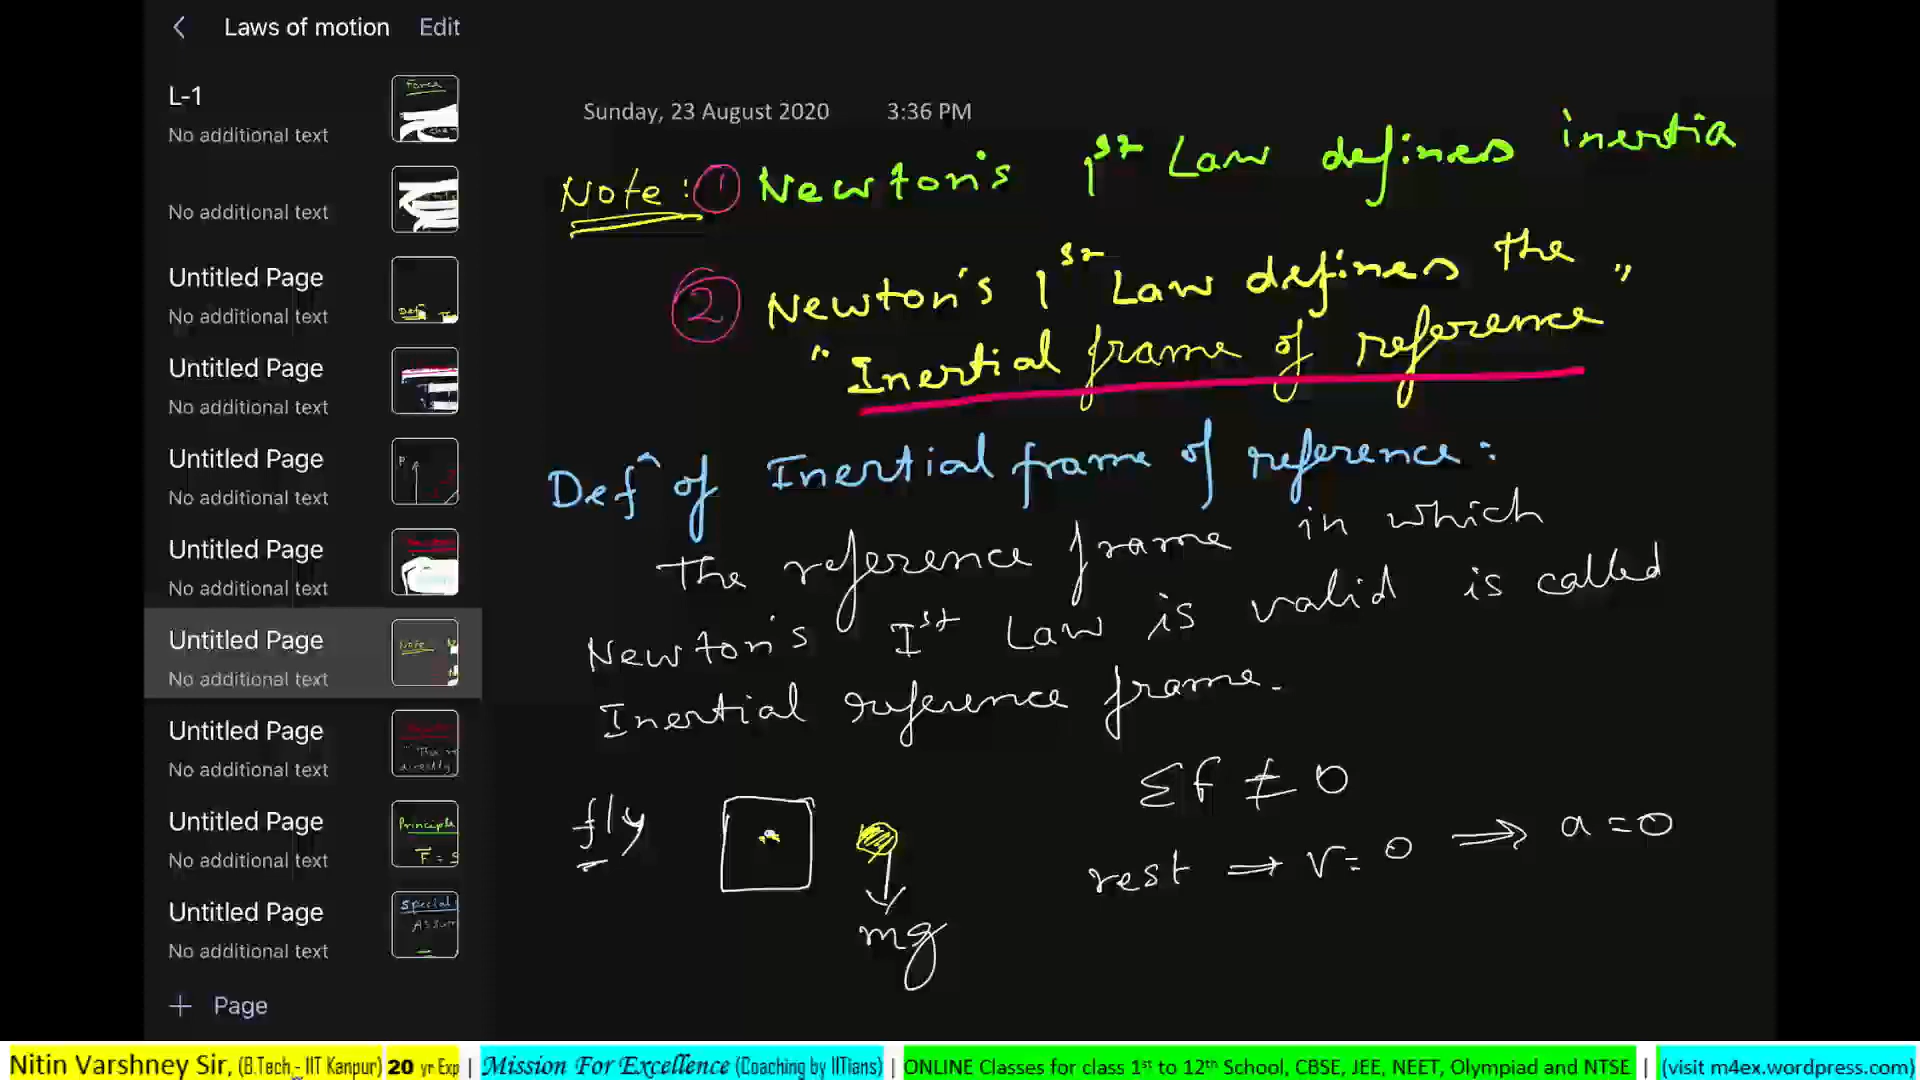 Laws of motion Edit
L-1
No additional text
No additional text
Untitled Page
No additional text
Untitled Page
No additional text
Untitled Page
No additional text
Untitled Page
No additional text
Untitled Page
No additional text
Untitled Page
No additional text
Untitled Page
No additional text
Untitled Page
No additional text
+ Page
Force
Note
Principle
Special
Sunday, 23 August 2020 3:36 PM
Note: ① Newton's 1st Law defines inertia
② Newton's 1st Law defines the
"Inertial frame of reference"
Defn of Inertial frame of reference:
The reference frame in which
Newton's Ist Law is valid is called
Inertial reference frame.
Σf ≠ 0
fly
mg
rest ⇒ v = 0 ⇒ a = 0
Nitin Varshney Sir, (B.Tech,- IIT Kanpur) 20 yr Exp | Mission For Excellence (Coaching by IITians) | ONLINE Classes for class 1st to 12th School, CBSE, JEE, NEET, Olympiad and NTSE | (visit m4ex.wordpress.com)